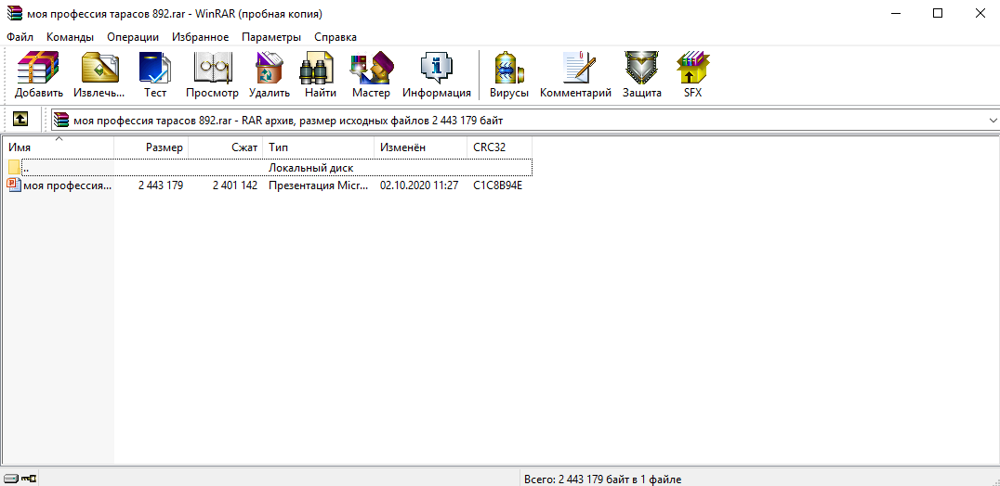 моя профессия тарасов 892.rar - WinRAR (пробная копия)
Файл Команды Операции Избранное Параметры Справка
Добавить Извлечь... Тест Просмотр Удалить Найти Мастер Информация Вирусы Комментарий Защита SFX
моя профессия тарасов 892.rar - RAR архив, размер исходных файлов 2 443 179 байт
Имя Размер Сжат Тип Изменён CRC32
.. Локальный диск
моя профессия... 2 443 179 2 401 142 Презентация Micr... 02.10.2020 11:27 C1C8B94E
Всего: 2 443 179 байт в 1 файле